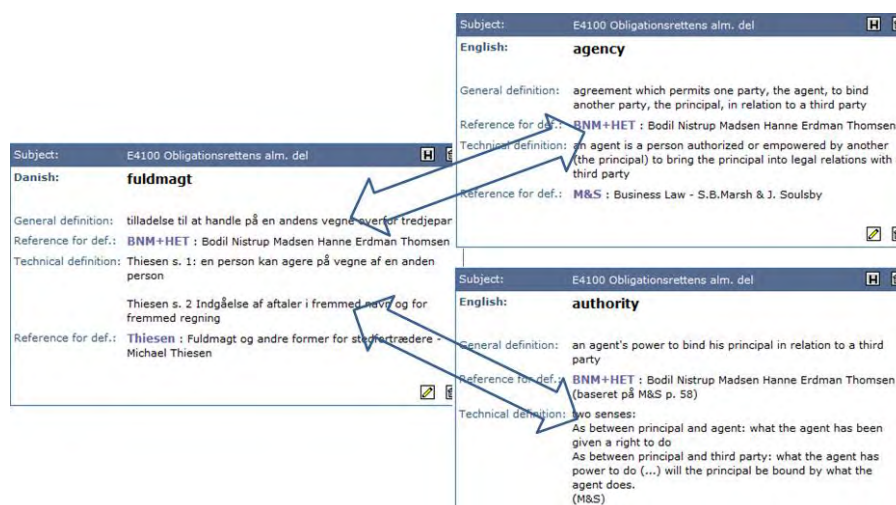 Subject: E4100 Obligationsrettens alm. del H
Danish: fuldmagt
General definition: tilladelse til at handle på en andens vegne overfor tredjepar
Reference for def.: BNM+HET : Bodil Nistrup Madsen Hanne Erdman Thomsen
Technical definition: Thiesen s. 1: en person kan agere på vegne af en anden
person
Thiesen s. 2 Indgåelse af aftaler i fremmed navn og for
fremmed regning
Reference for def.: Thiesen : Fuldmagt og andre former for stedfortrædere -
Michael Thiesen
Subject: E4100 Obligationsrettens alm. del H
English: agency
General definition: agreement which permits one party, the agent, to bind
another party, the principal, in relation to a third party
Reference for def.: BNM+HET : Bodil Nistrup Madsen Hanne Erdman Thomsen
Technical definition: an agent is a person authorized or empowered by another
(the principal) to bring the principal into legal relations with
third party
Reference for def.: M&S : Business Law - S.B.Marsh & J. Soulsby
Subject: E4100 Obligationsrettens alm. del H
English: authority
General definition: an agent's power to bind his principal in relation to a third
party
Reference for def.: BNM+HET : Bodil Nistrup Madsen Hanne Erdman Thomsen
(baseret på M&S p. 58)
Technical definition: two senses:
As between principal and agent: what the agent has been
given a right to do
As between principal and third party: what the agent has
power to do (...) will the principal be bound by what the
agent does.
(M&S)